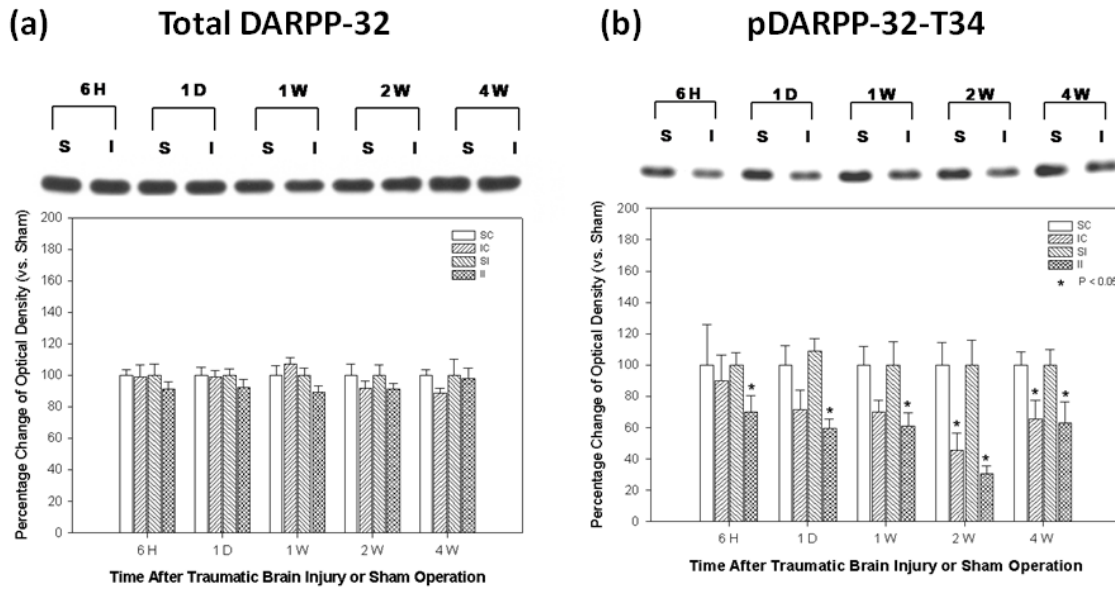 (a) Total DARPP-32
6 H 1 D 1 W 2 W 4 W
S I S I S I S I S I
Percentage Change of Optical Density (vs. Sham)
200
180
160
140
120
100
80
60
40
20
0
SC
IC
SI
II
6 H 1 D 1 W 2 W 4 W
Time After Traumatic Brain Injury or Sham Operation
(b) pDARPP-32-T34
6 H 1 D 1 W 2 W 4 W
S I S I S I S I S I
Percentage Change of Optical Density (vs. Sham)
200
180
160
140
120
100
80
60
40
20
0
SC
IC
SI
II
* P < 0.05
* * * * * * *
6 H 1 D 1 W 2 W 4 W
Time After Traumatic Brain Injury or Sham Operation